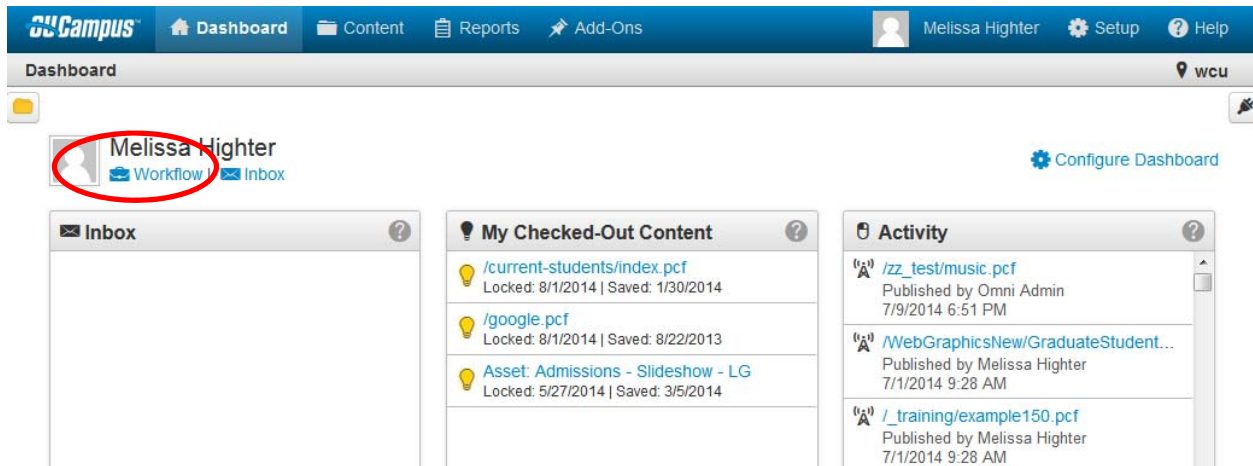 OU Campus Dashboard Content Reports Add-Ons Melissa Highter Setup Help
Dashboard wcu
Melissa Highter
Workflow | Inbox
Configure Dashboard
Inbox
My Checked-Out Content
/current-students/index.pcf
Locked: 8/1/2014 | Saved: 1/30/2014
/google.pcf
Locked: 8/1/2014 | Saved: 8/22/2013
Asset: Admissions - Slideshow - LG
Locked: 5/27/2014 | Saved: 3/5/2014
Activity
/zz_test/music.pcf
Published by Omni Admin
7/9/2014 6:51 PM
/WebGraphicsNew/GraduateStudent...
Published by Melissa Highter
7/1/2014 9:28 AM
/_training/example150.pcf
Published by Melissa Highter
7/1/2014 9:28 AM